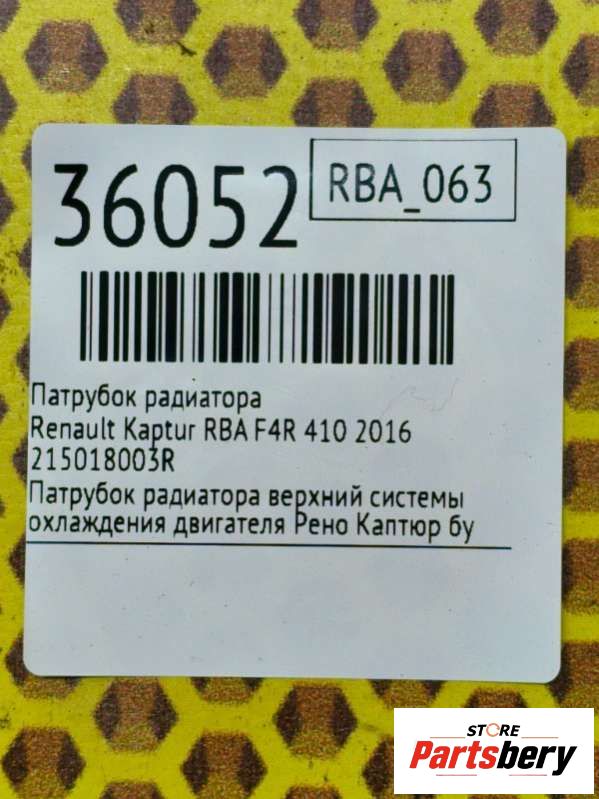 36052
RBA_063
Патрубок радиатора
Renault Kaptur RBA F4R 410 2016
215018003R
Патрубок радиатора верхний системы
охлаждения двигателя Рено Каптюр бу
STORE
Partsbery